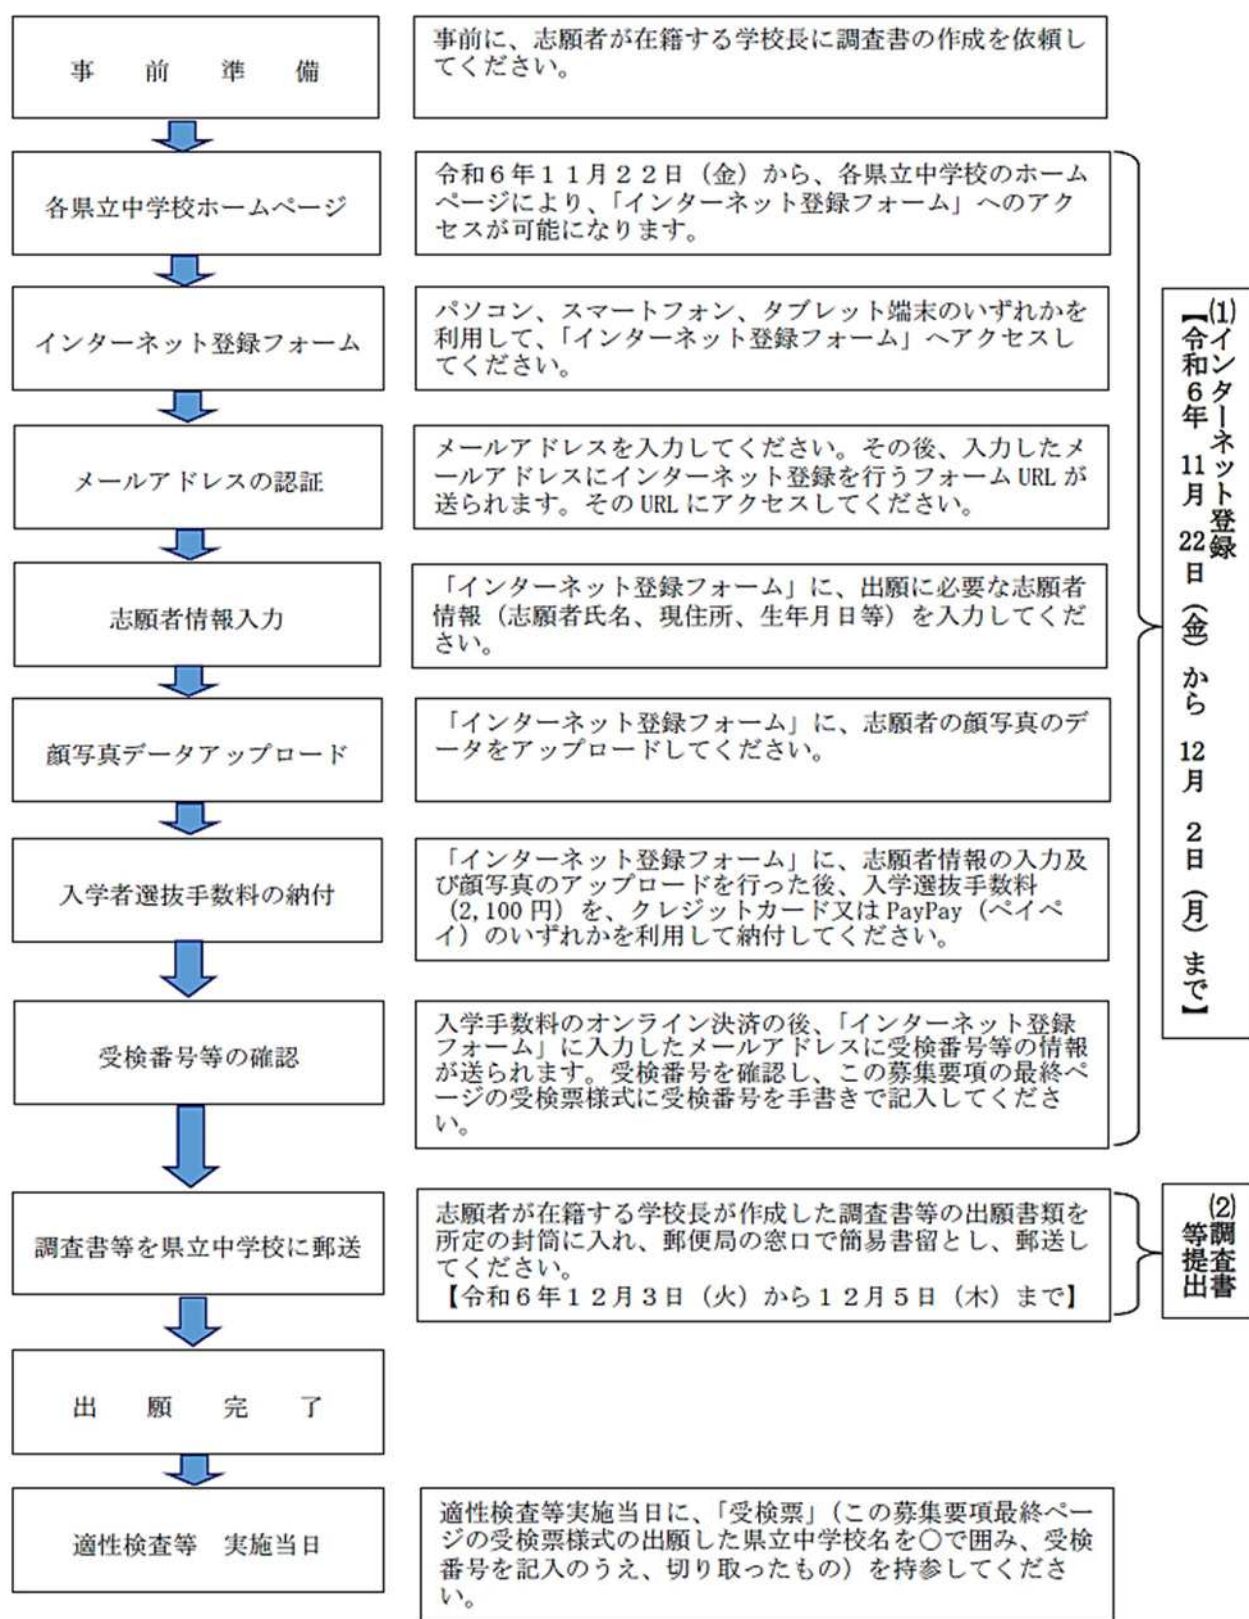 事　前　準　備
事前に、志願者が在籍する学校長に調査書の作成を依頼し
てください。
各県立中学校ホームページ
令和６年１１月２２日（金）から、各県立中学校のホーム
ページにより、「インターネット登録フォーム」へのアク
セスが可能になります。
インターネット登録フォーム
パソコン、スマートフォン、タブレット端末のいずれかを
利用して、「インターネット登録フォーム」へアクセスし
てください。
メールアドレスの認証
メールアドレスを入力してください。その後、入力したメ
ールアドレスにインターネット登録を行うフォーム URL が
送られます。その URL にアクセスしてください。
志願者情報入力
「インターネット登録フォーム」に、出願に必要な志願者
情報（志願者氏名、現住所、生年月日等）を入力してくだ
さい。
顔写真データアップロード
「インターネット登録フォーム」に、志願者の顔写真のデ
ータをアップロードしてください。
入学者選抜手数料の納付
「インターネット登録フォーム」に、志願者情報の入力及
び顔写真のアップロードを行った後、入学選抜手数料
（2,100 円）を、クレジットカード又は PayPay（ペイペ
イ）のいずれかを利用して納付してください。
受検番号等の確認
入学手数料のオンライン決済の後、「インターネット登録
フォーム」に入力したメールアドレスに受検番号等の情報
が送られます。受検番号を確認し、この募集要項の最終ペ
ージの受検票様式に受検番号を手書きで記入してくださ
い。
⑴インターネット登録
【令和６年 11 月 22 日（金）から 12 月 ２日（月）まで】
調査書等を県立中学校に郵送
志願者が在籍する学校長が作成した調査書等の出願書類を
所定の封筒に入れ、郵便局の窓口で簡易書留とし、郵送し
てください。
【令和６年１２月３日（火）から１２月５日（木）まで】
⑵調査書
等提出
出　願　完　了
適性検査等　実施当日
適性検査等実施当日に、「受検票」（この募集要項最終ペー
ジの受検票様式の出願した県立中学校名を○で囲み、受検
番号を記入のうえ、切り取ったもの）を持参してくださ
い。